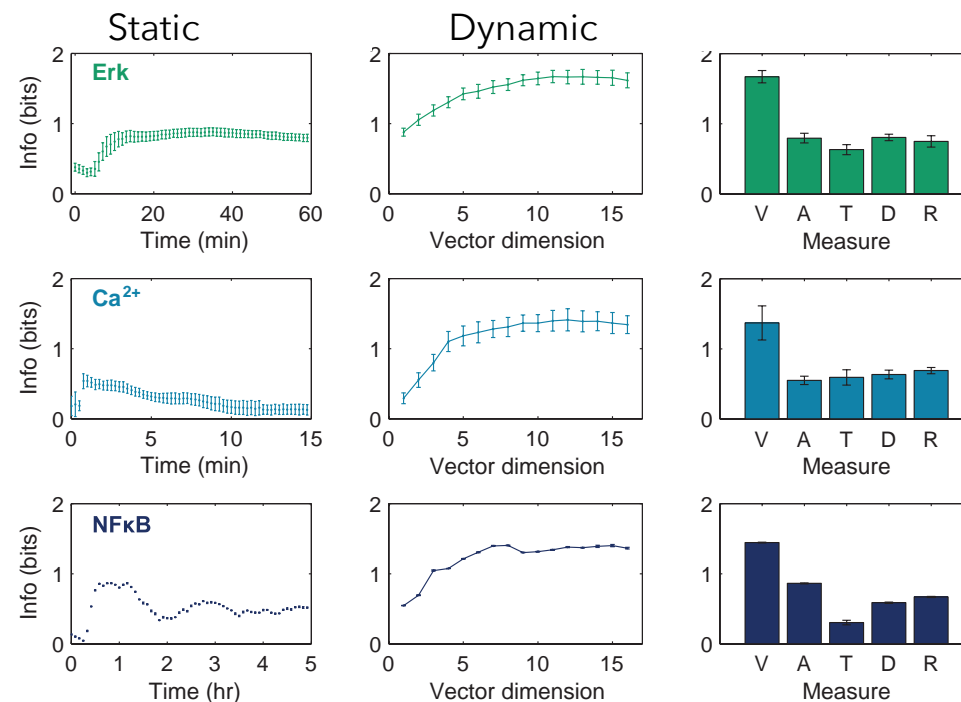 Static
Dynamic
2
1
0
Info (bits)
Erk
0
20
40
60
Time (min)
2
1
0
0
5
10
15
Vector dimension
2
1
0
V
A
T
D
R
Measure
2
1
0
Info (bits)
Ca²⁺
0
5
10
15
Time (min)
2
1
0
0
5
10
15
Vector dimension
2
1
0
V
A
T
D
R
Measure
2
1
0
Info (bits)
NFκB
0
1
2
3
4
5
Time (hr)
2
1
0
0
5
10
15
Vector dimension
2
1
0
V
A
T
D
R
Measure